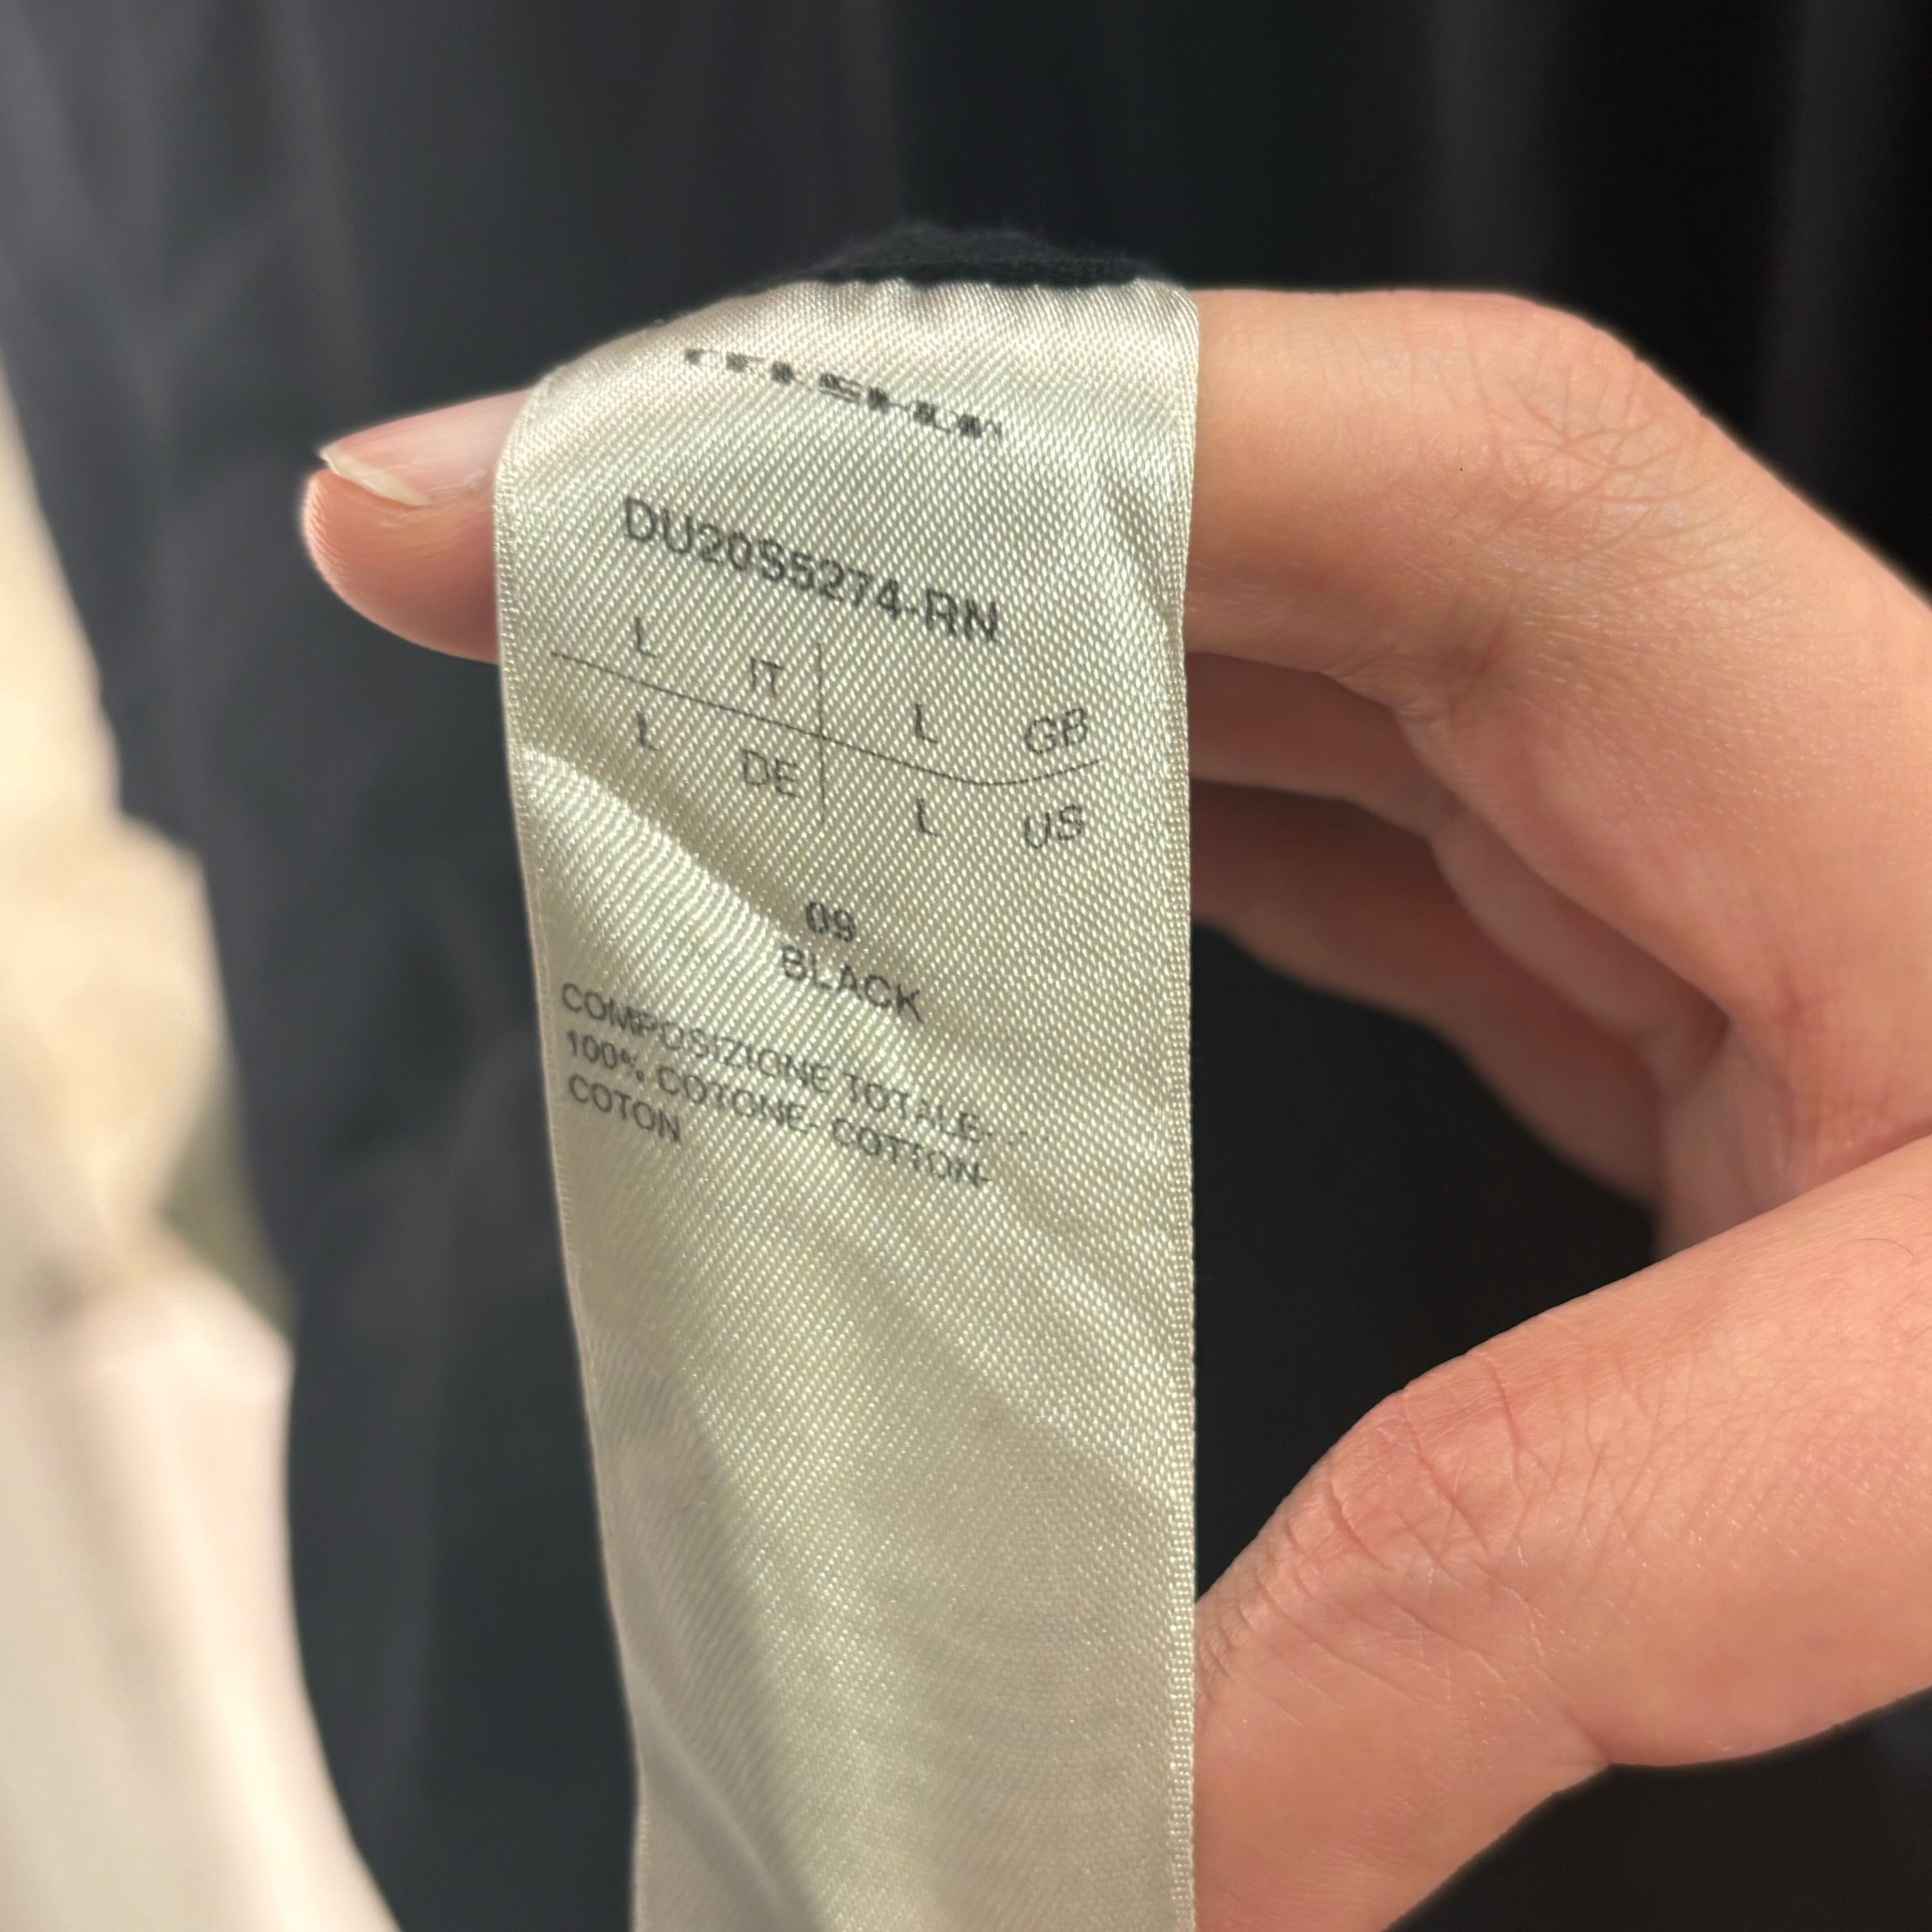 DU20S5274-RN
L IT L GB
L DE L US
09
BLACK
COMPOSIZIONE TOTALE:
100% COTONE- COTTON-
COTON